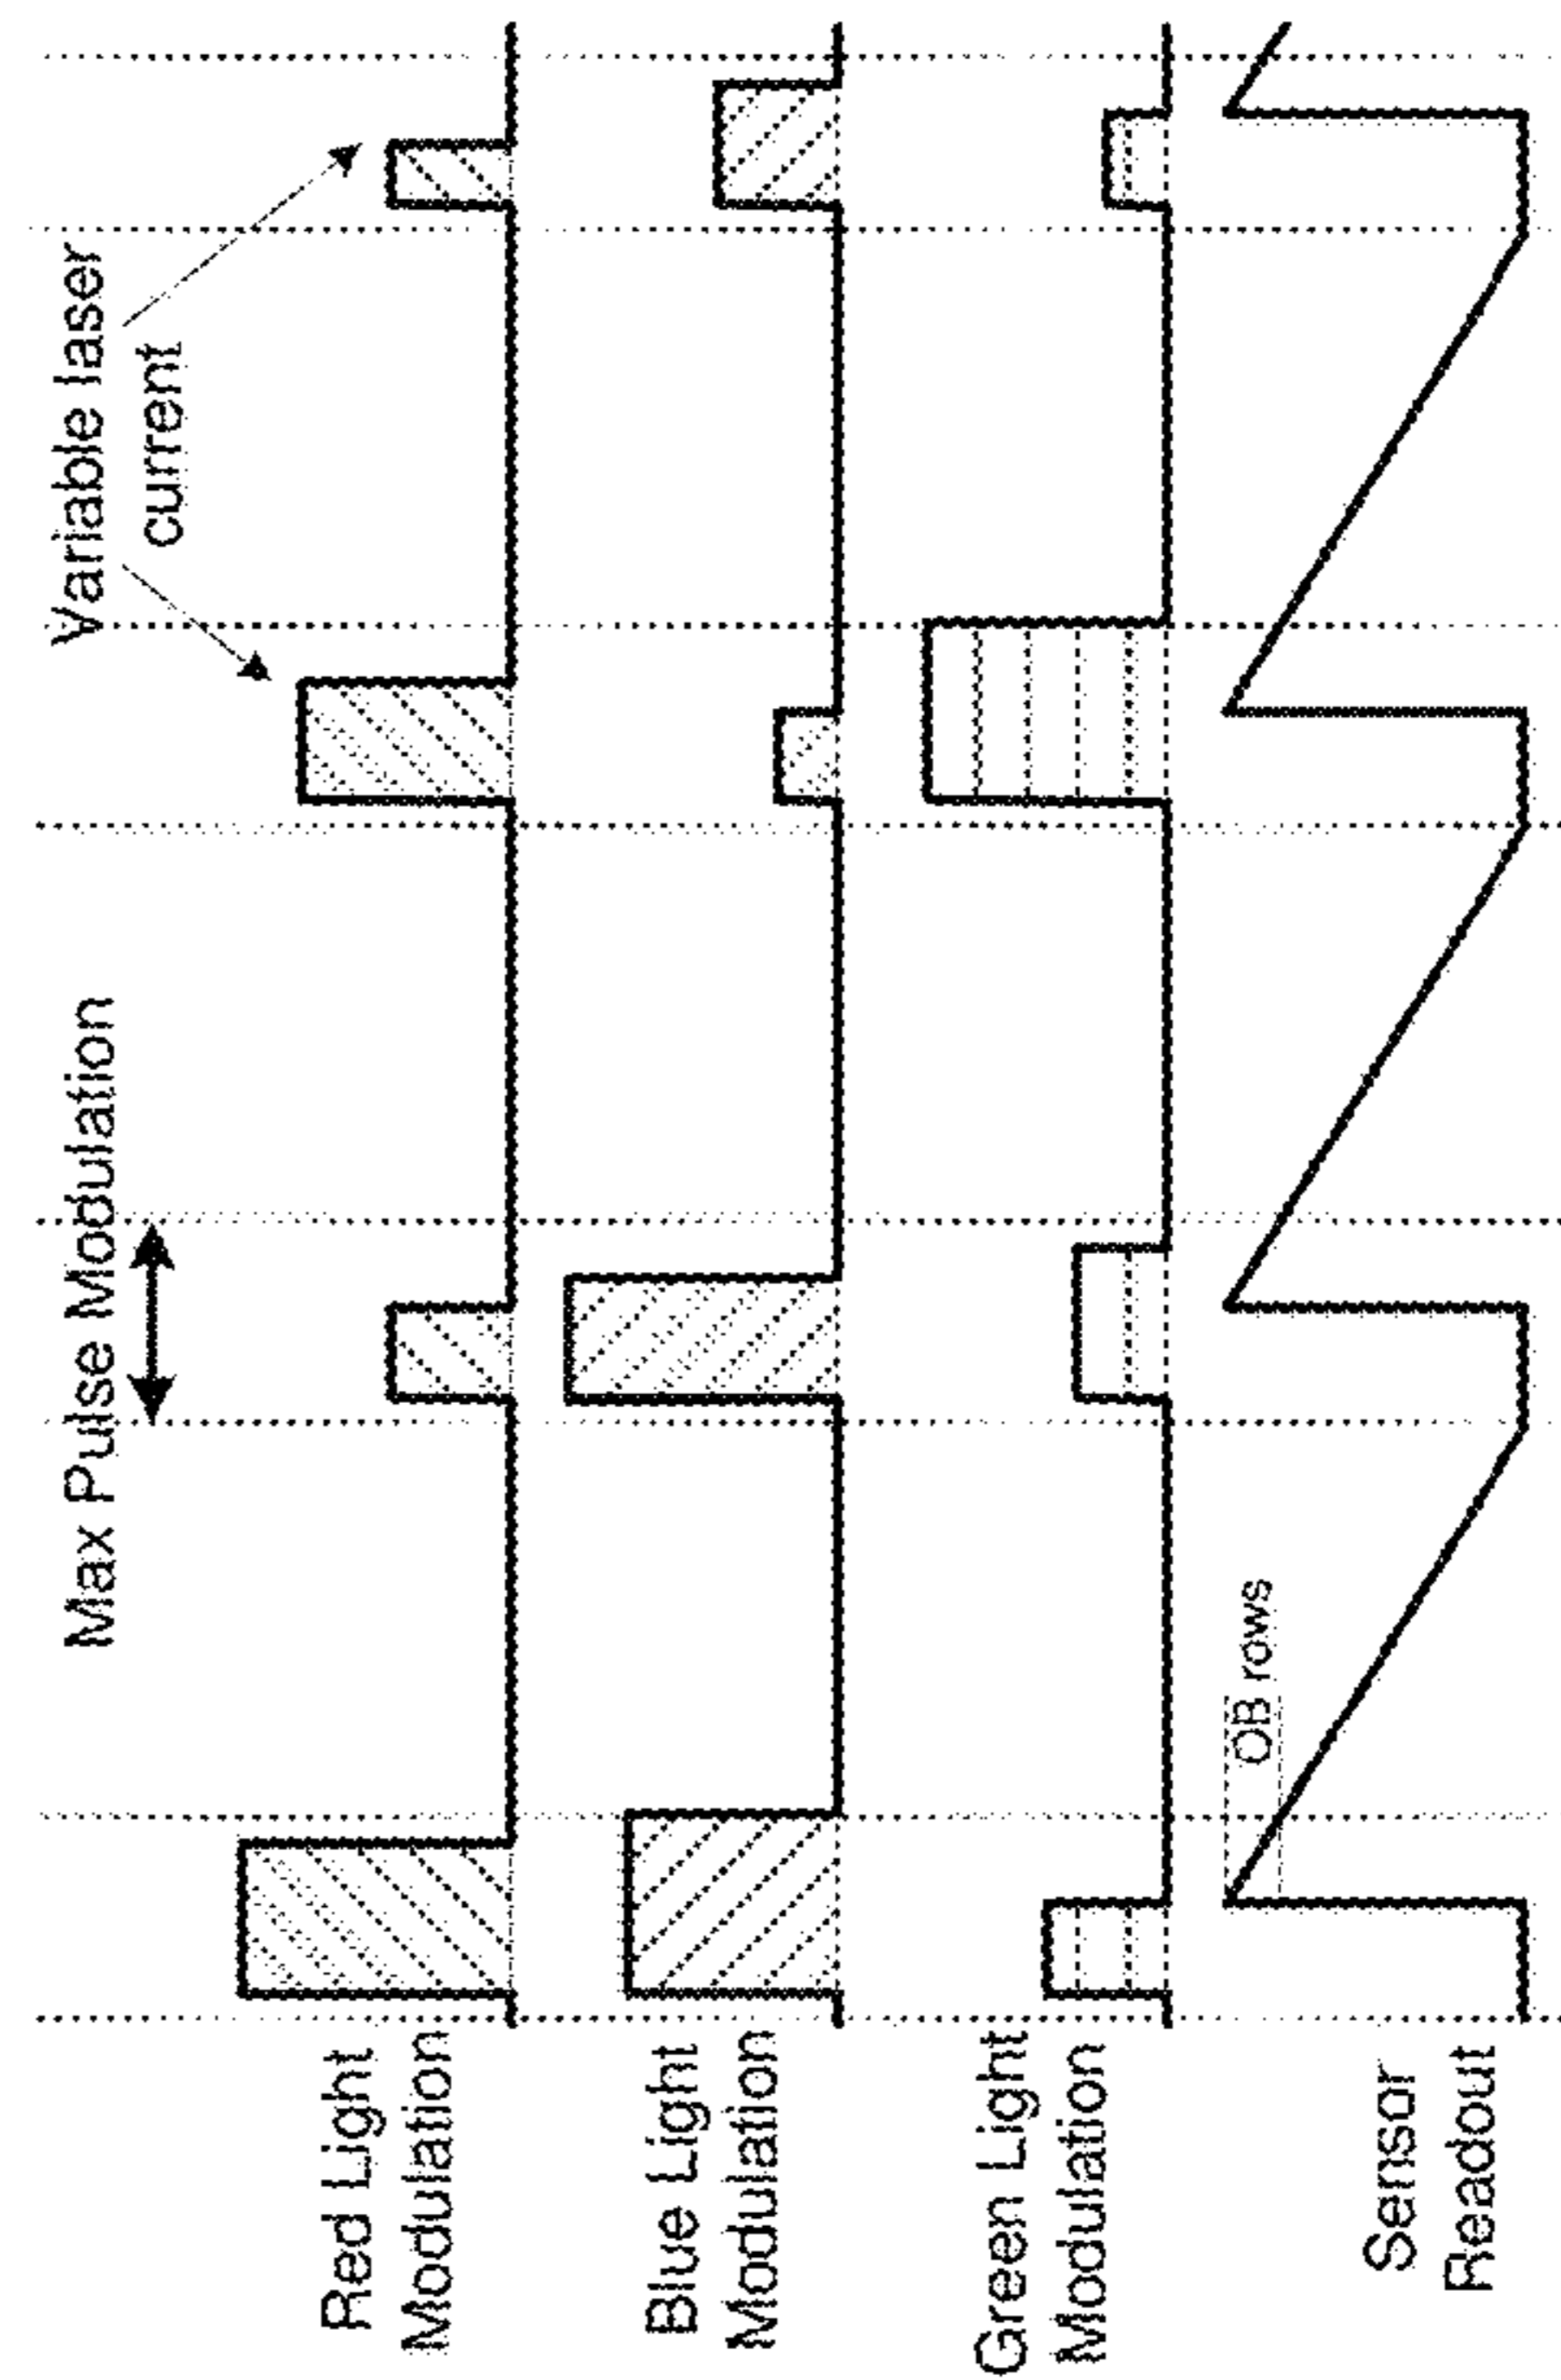 Max Pulse Modulation
Variable laser
current
Red Light
Modulation
Blue Light
Modulation
Green Light
Modulation
OB rows
Sensor
Readout